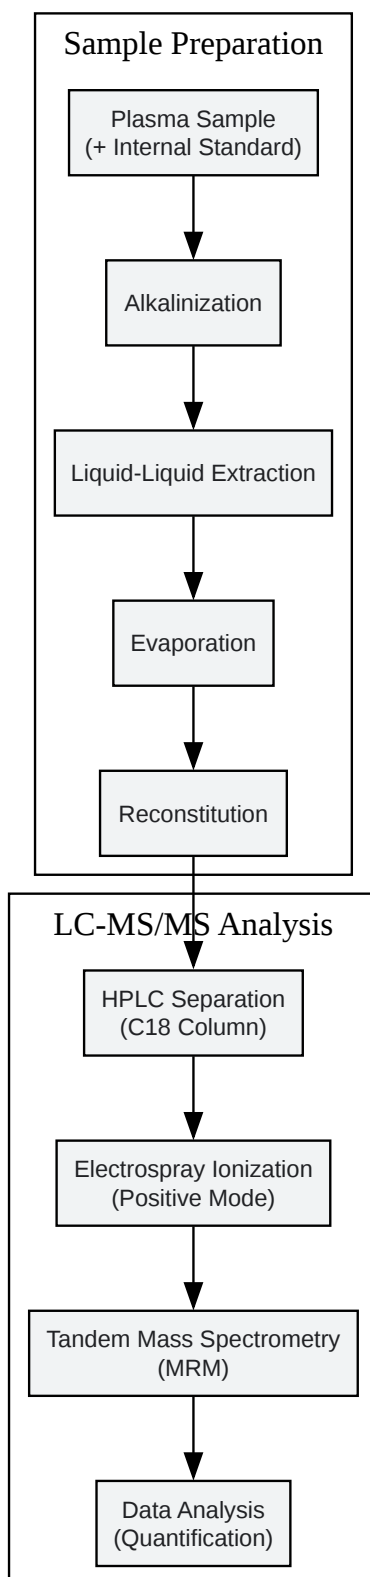 Sample Preparation
Plasma Sample
(+ Internal Standard)
Alkalinization
Liquid-Liquid Extraction
Evaporation
Reconstitution
LC-MS/MS Analysis
HPLC Separation
(C18 Column)
Electrospray Ionization
(Positive Mode)
Tandem Mass Spectrometry
(MRM)
Data Analysis
(Quantification)